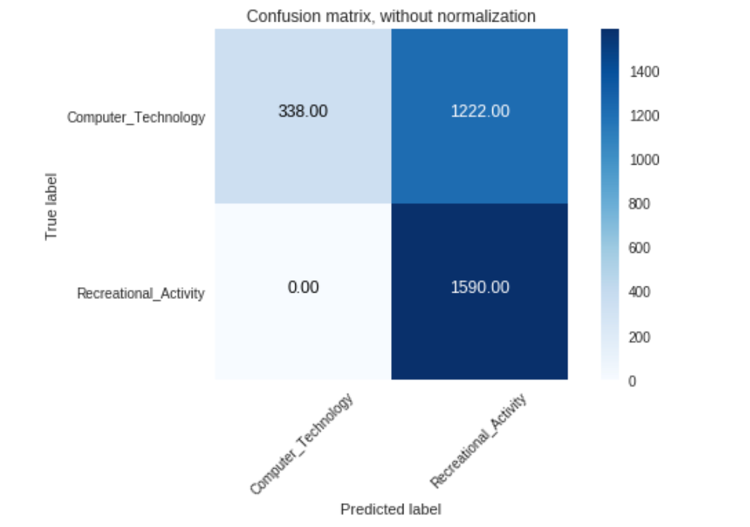 Confusion matrix, without normalization
Computer_Technology
338.00
1222.00
1400
1200
1000
800
600
400
200
0
True label
Recreational_Activity
0.00
1590.00
Computer_Technology
Recreational_Activity
Predicted label